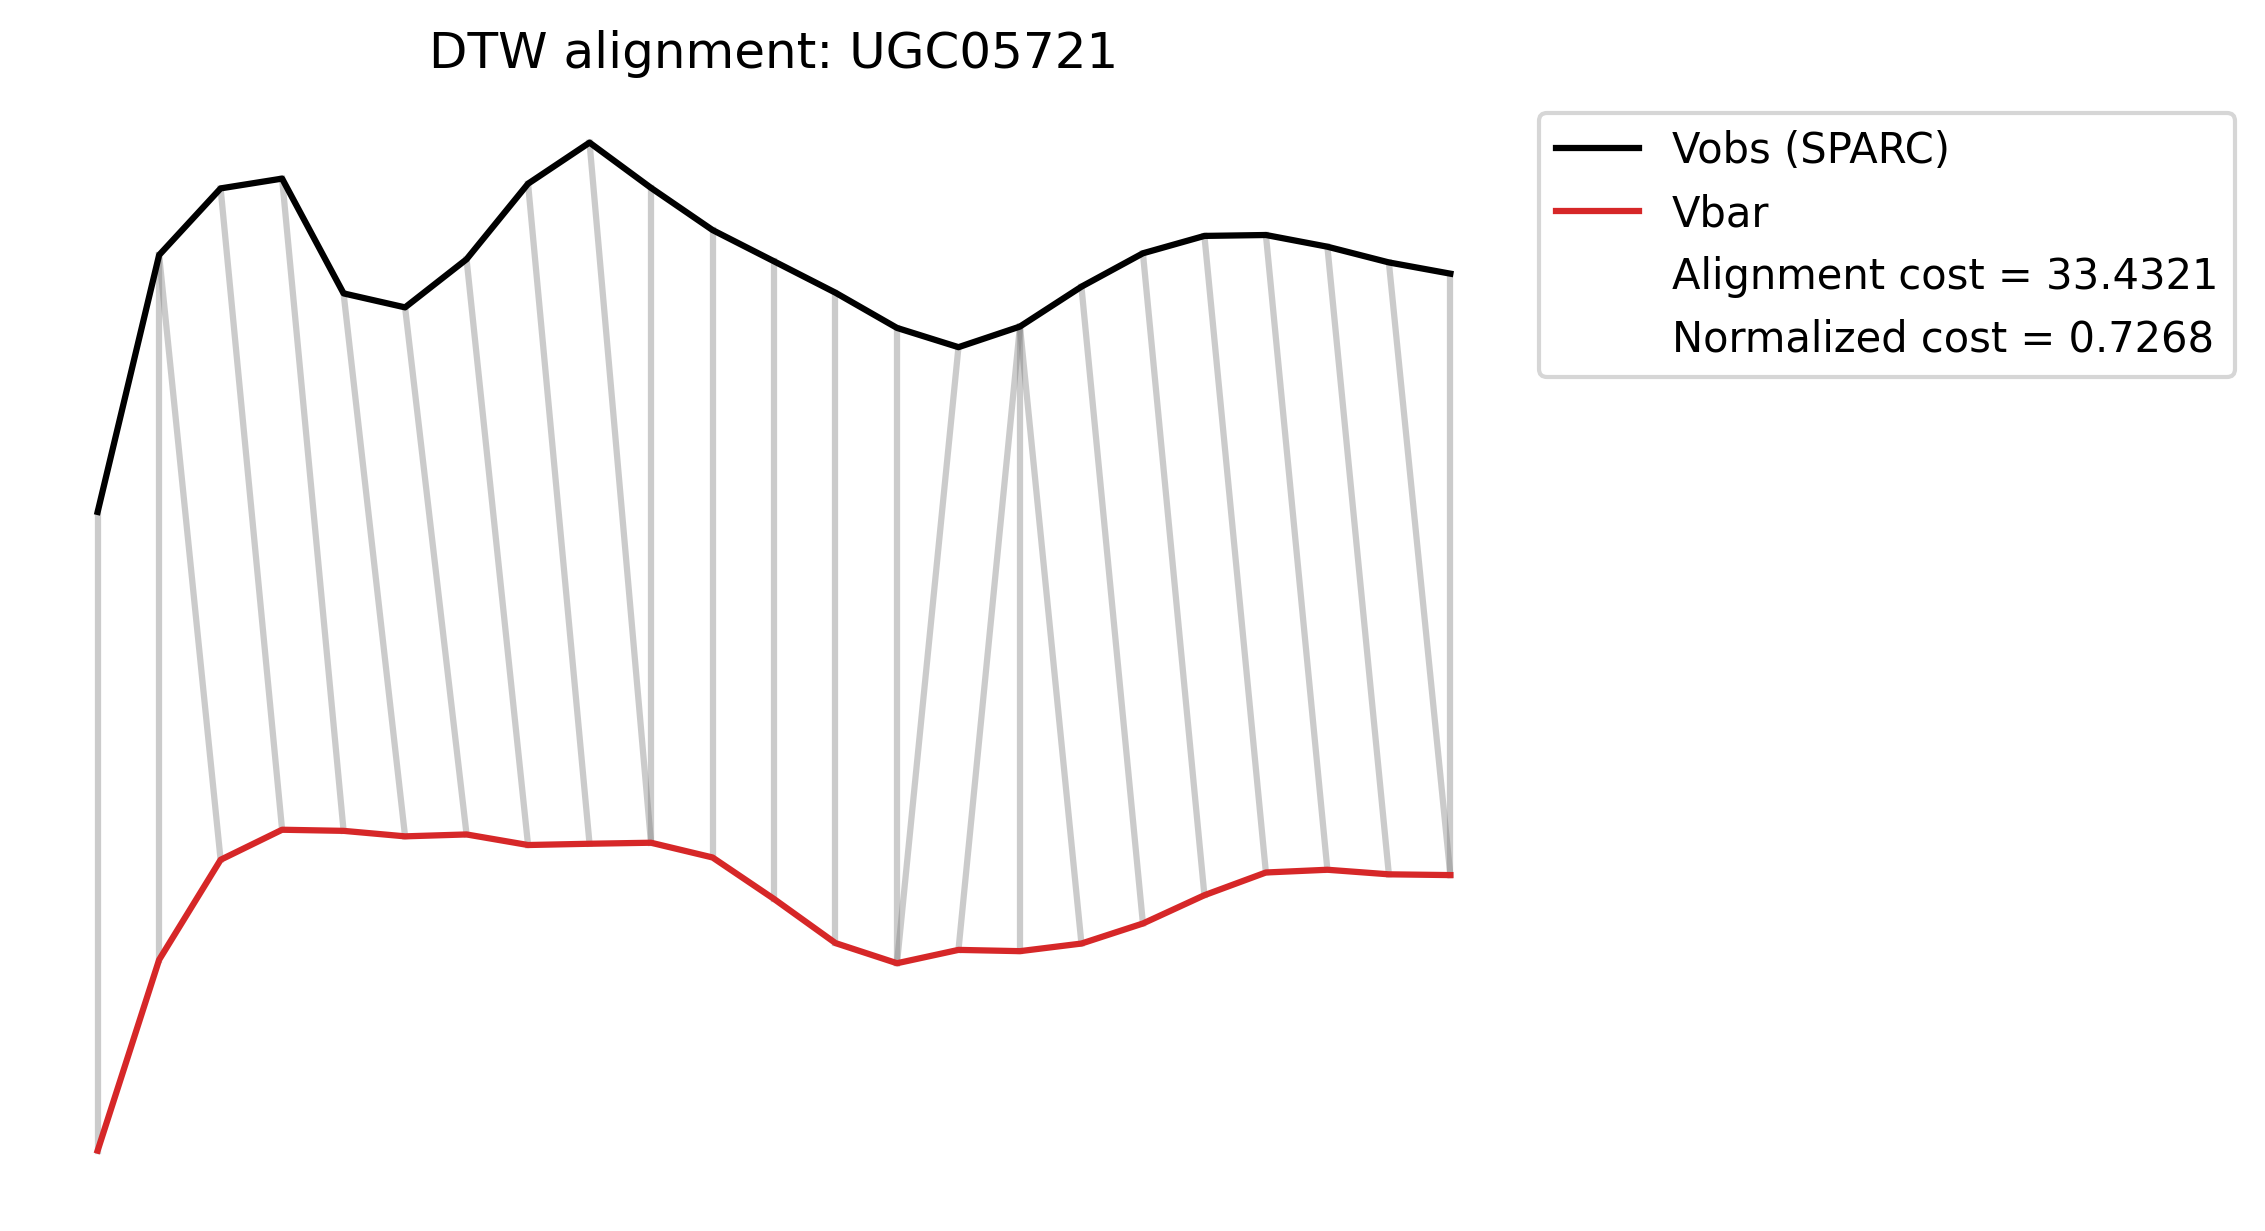 DTW alignment: UGC05721
Vobs (SPARC)
Vbar
Alignment cost = 33.4321
Normalized cost = 0.7268